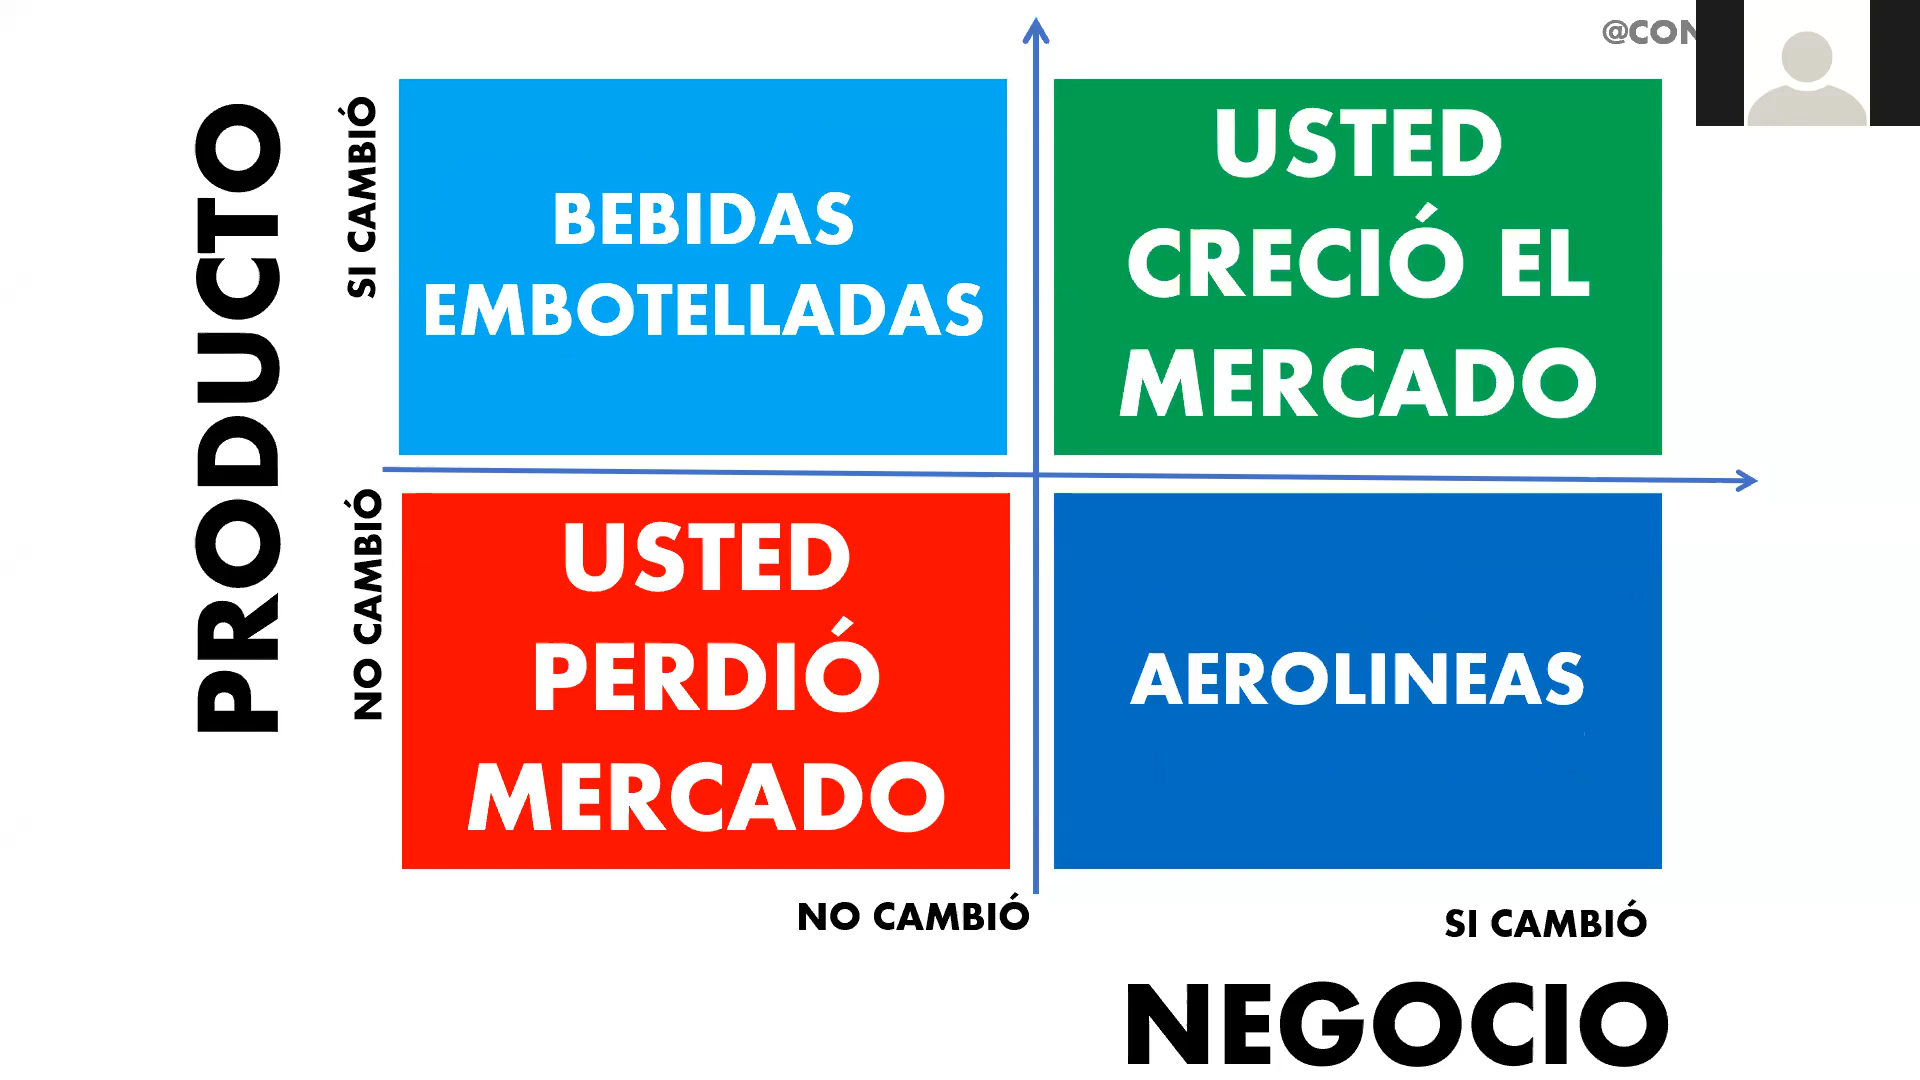 @CON
PRODUCTO
SI CAMBIÓ
BEBIDAS
EMBOTELLADAS
USTED
CRECIÓ EL
MERCADO
NO CAMBIÓ
USTED
PERDIÓ
MERCADO
AEROLINEAS
NO CAMBIÓ
SI CAMBIÓ
NEGOCIO